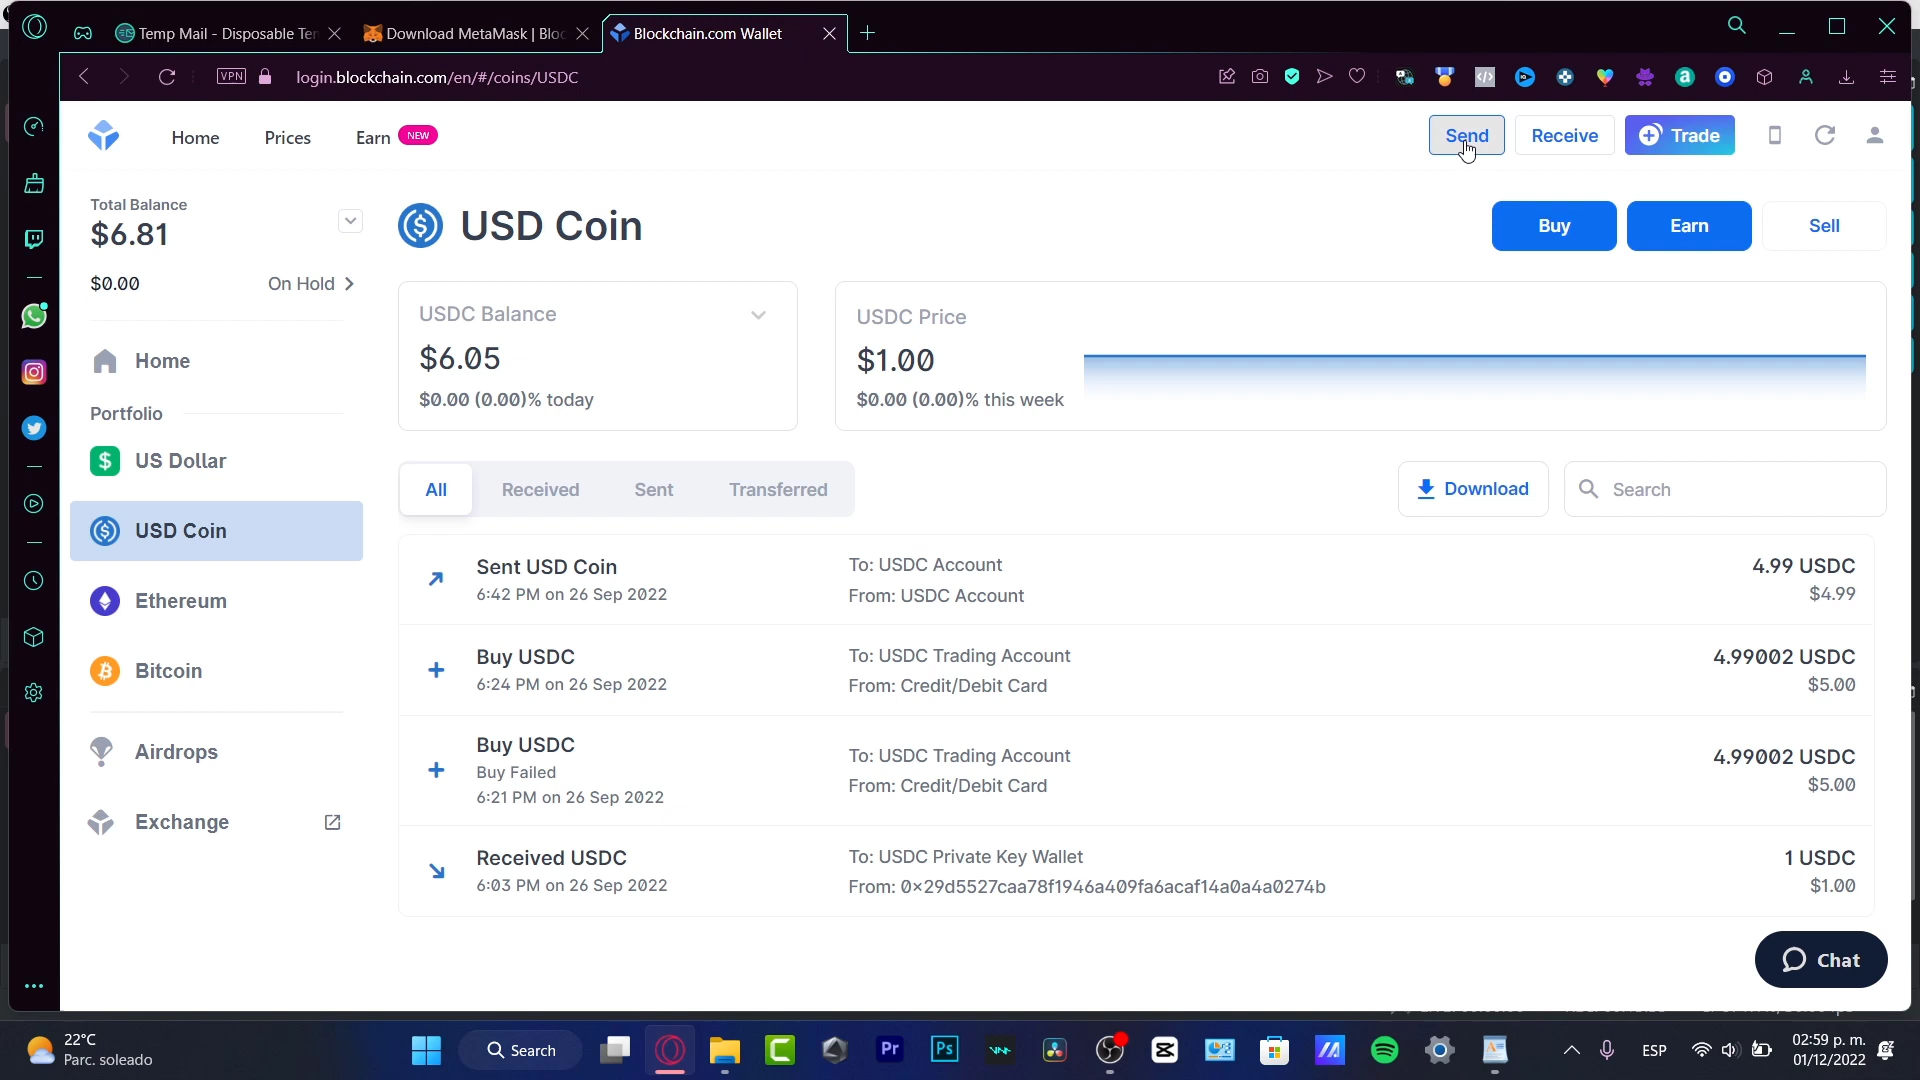 Temp Mail - Disposable Ter
Download MetaMask | Bloc
Blockchain.com Wallet
VPN
login.blockchain.com/en/#/coins/USDC
Home
Prices
Earn
NEW
Send
Receive
Trade
Total Balance
$6.81
$0.00
On Hold
Home
Portfolio
US Dollar
USD Coin
Ethereum
Bitcoin
Airdrops
Exchange
USD Coin
Buy
Earn
Sell
USDC Balance
$6.05
$0.00 (0.00)% today
USDC Price
$1.00
$0.00 (0.00)% this week
All
Received
Sent
Transferred
Download
Search
Sent USD Coin
6:42 PM on 26 Sep 2022
To: USDC Account
From: USDC Account
4.99 USDC
$4.99
Buy USDC
6:24 PM on 26 Sep 2022
To: USDC Trading Account
From: Credit/Debit Card
4.99002 USDC
$5.00
Buy USDC
Buy Failed
6:21 PM on 26 Sep 2022
To: USDC Trading Account
From: Credit/Debit Card
4.99002 USDC
$5.00
Received USDC
6:03 PM on 26 Sep 2022
To: USDC Private Key Wallet
From: 0x29d5527caa78f1946a409fa6acaf14a0a4a0274b
1 USDC
$1.00
Chat
22°C
Parc. soleado
Search
Pr
Ps
ESP
02:59 p. m.
01/12/2022